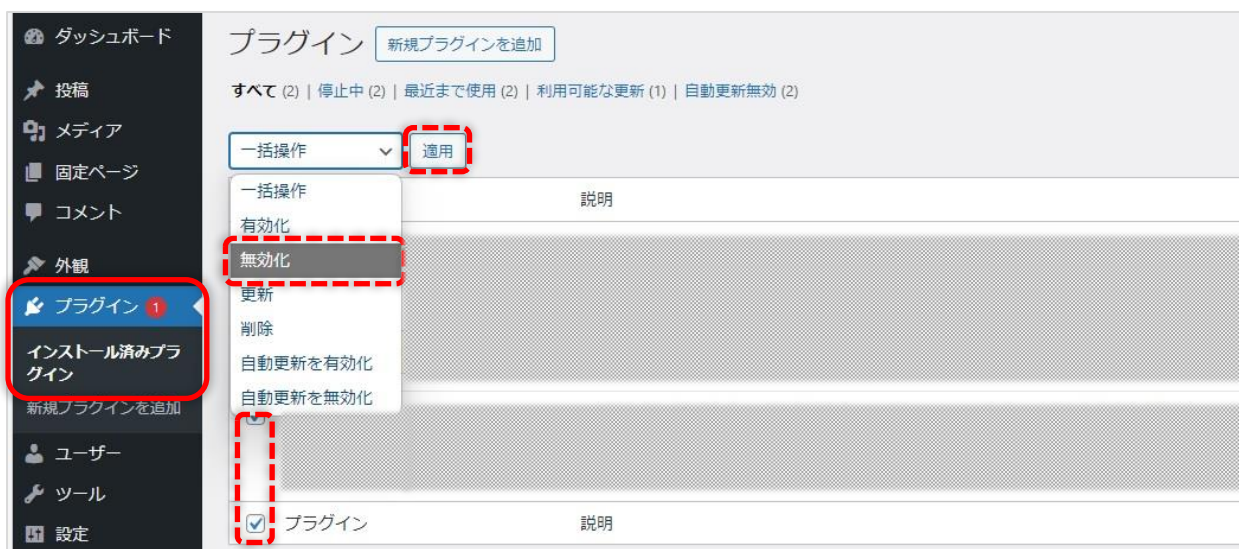 ダッシュボード
投稿
メディア
固定ページ
コメント
外観
プラグイン 1
インストール済みプラ
グイン
新規プラグインを追加
ユーザー
ツール
設定
プラグイン 新規プラグインを追加
すべて (2) | 停止中 (2) | 最近まで使用 (2) | 利用可能な更新 (1) | 自動更新無効 (2)
一括操作 適用
一括操作
有効化
無効化
更新
削除
自動更新を有効化
自動更新を無効化
説明
プラグイン 説明